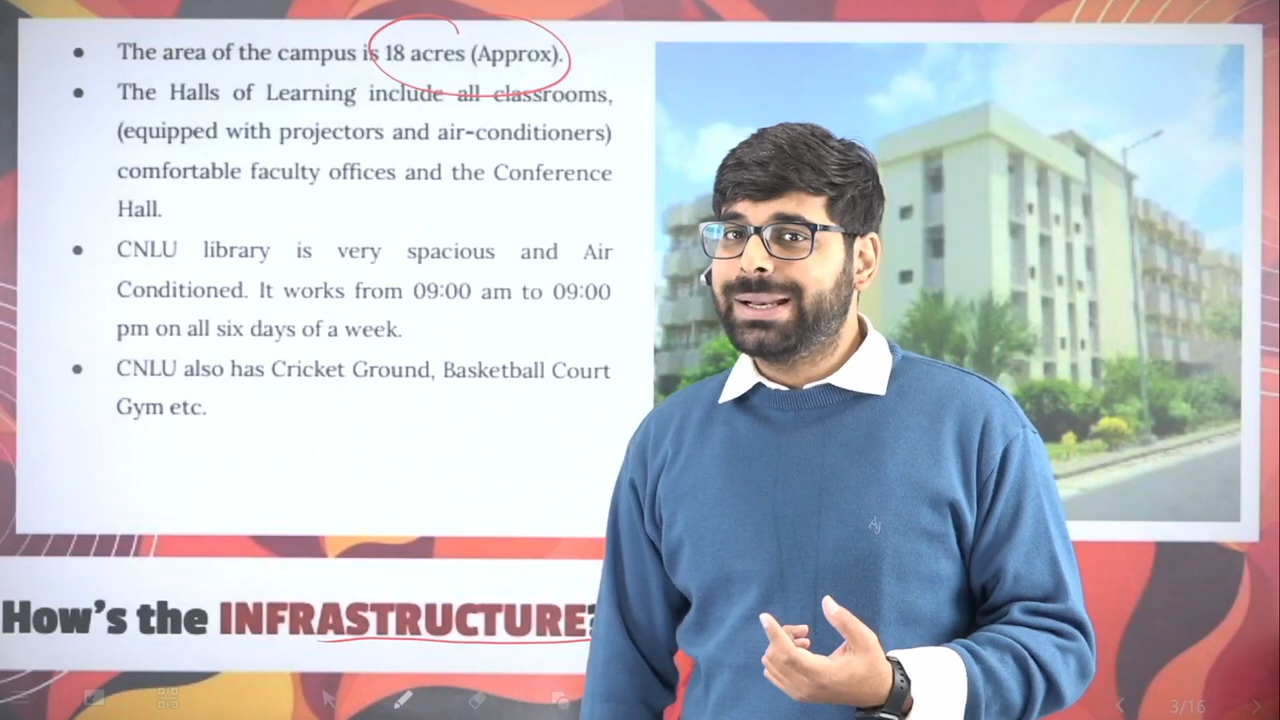 The area of the campus is 18 acres (Approx).
The Halls of Learning include all classrooms,
(equipped with projectors and air-conditioners)
comfortable faculty offices and the Conference
Hall.
CNLU library is very spacious and Air
Conditioned. It works from 09:00 am to 09:00
pm on all six days of a week.
CNLU also has Cricket Ground, Basketball Court
Gym etc.
How's the INFRASTRUCTURE?
AJ
3/16